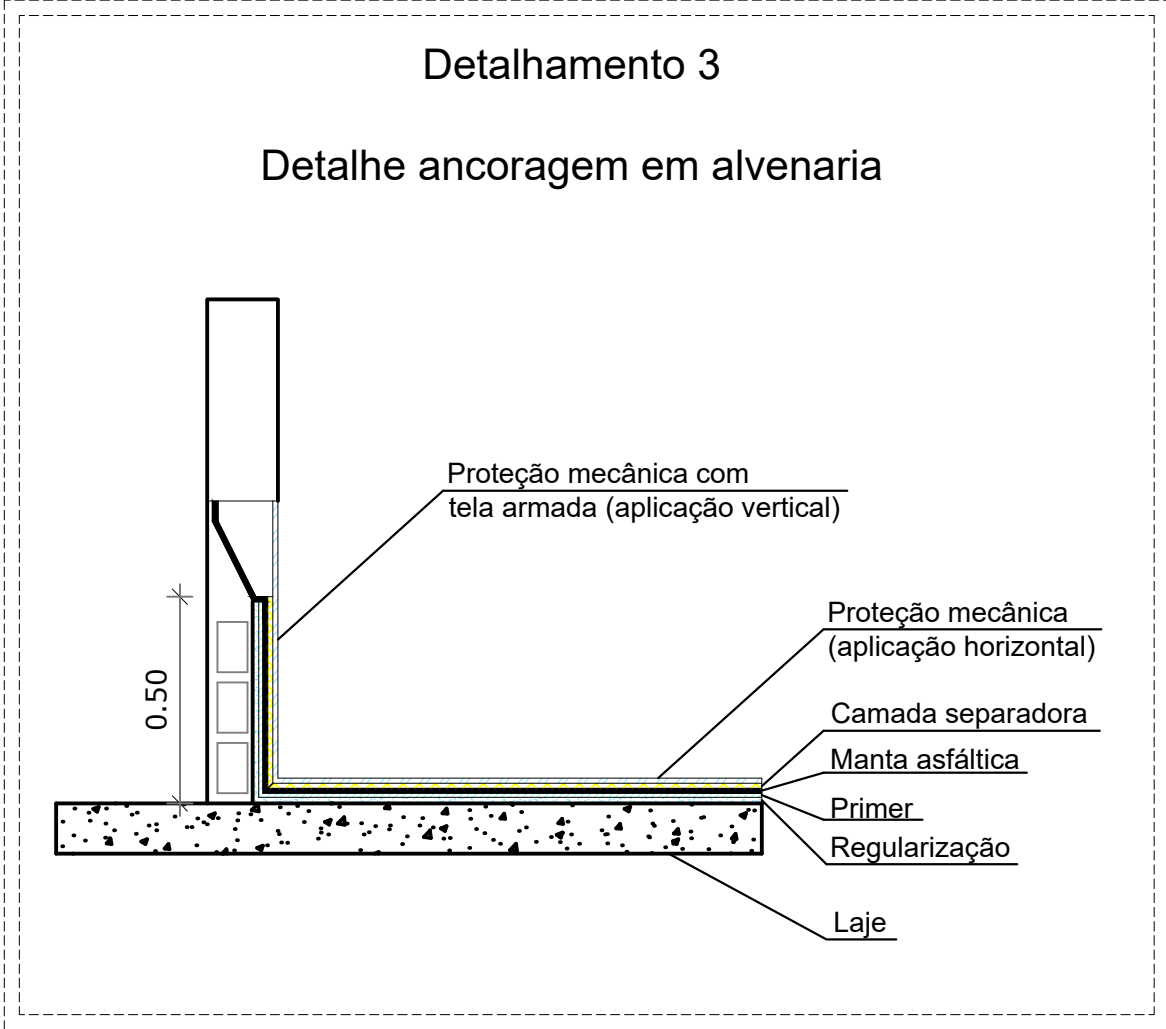 Detalhamento 3
Detalhe ancoragem em alvenaria
Proteção mecânica com
tela armada (aplicação vertical)
Proteção mecânica
(aplicação horizontal)
0.50
Camada separadora
Manta asfáltica
Primer
Regularização
Laje